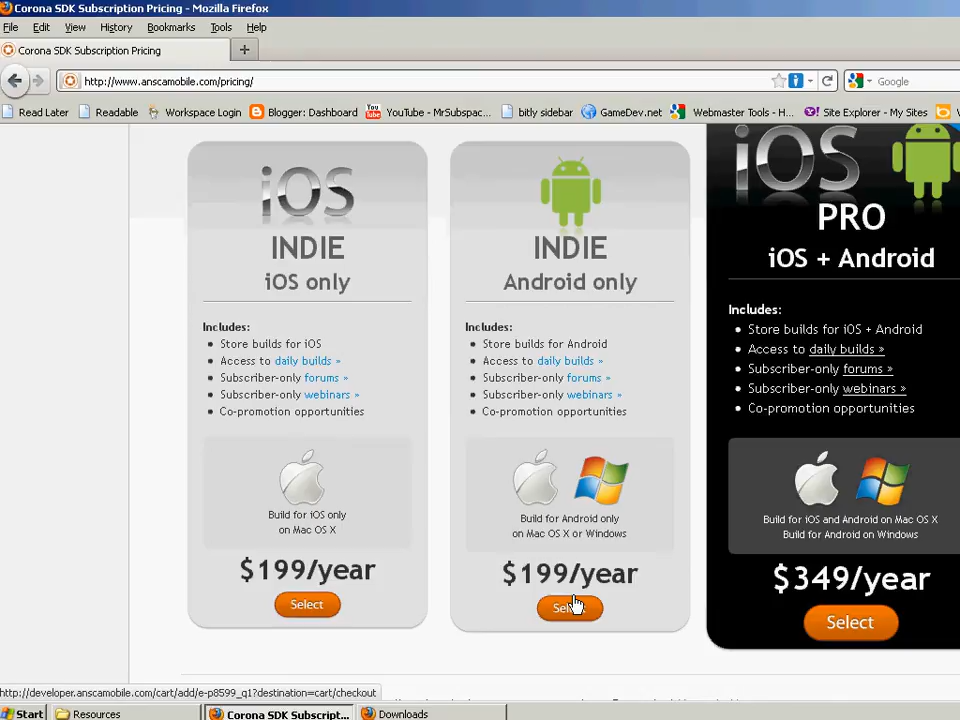 Corona SDK Subscription Pricing - Mozilla Firefox
File Edit View History Bookmarks Tools Help
Corona SDK Subscription Pricing +
http://www.anscamobile.com/pricing/ Google
Read Later Readable Workspace Login Blogger: Dashboard YouTube - MrSubspac... bitly sidebar GameDev.net Webmaster Tools - H... Site Explorer - My Sites
iOS
INDIE
iOS only
Includes:
Store builds for iOS
Access to daily builds »
Subscriber-only forums »
Subscriber-only webinars »
Co-promotion opportunities
Build for iOS only
on Mac OS X
$199/year
Select
INDIE
Android only
Includes:
Store builds for Android
Access to daily builds »
Subscriber-only forums »
Subscriber-only webinars »
Co-promotion opportunities
Build for Android only
on Mac OS X or Windows
$199/year
iOS
PRO
iOS + Android
Includes:
Store builds for iOS + Android
Access to daily builds »
Subscriber-only forums »
Subscriber-only webinars »
Co-promotion opportunities
Build for iOS and Android on Mac OS X
Build for Android on Windows
$349/year
Select
http://developer.anscamobile.com/cart/add/e-p8599_q1?destination=cart/checkout
Start Resources Corona SDK Subscript... Downloads